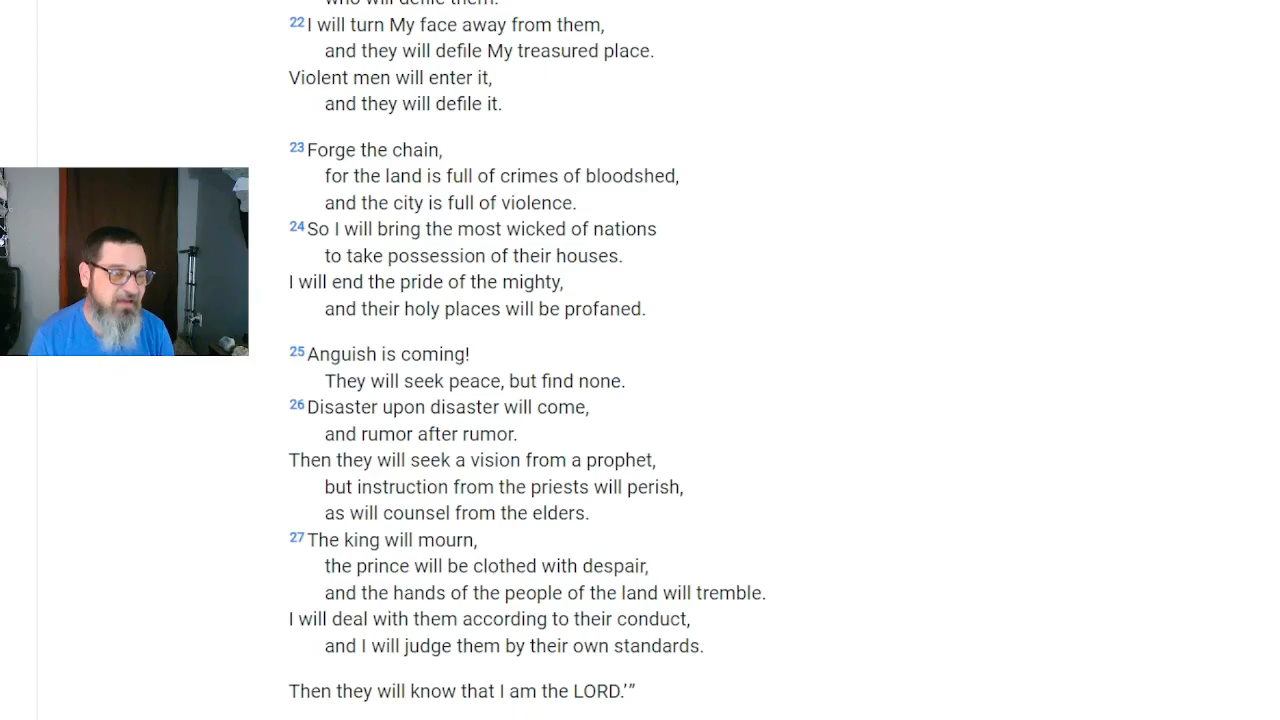 who will defile them.
22 I will turn My face away from them,
and they will defile My treasured place.
Violent men will enter it,
and they will defile it.
23 Forge the chain,
for the land is full of crimes of bloodshed,
and the city is full of violence.
24 So I will bring the most wicked of nations
to take possession of their houses.
I will end the pride of the mighty,
and their holy places will be profaned.
25 Anguish is coming!
They will seek peace, but find none.
26 Disaster upon disaster will come,
and rumor after rumor.
Then they will seek a vision from a prophet,
but instruction from the priests will perish,
as will counsel from the elders.
27 The king will mourn,
the prince will be clothed with despair,
and the hands of the people of the land will tremble.
I will deal with them according to their conduct,
and I will judge them by their own standards.
Then they will know that I am the LORD.’”